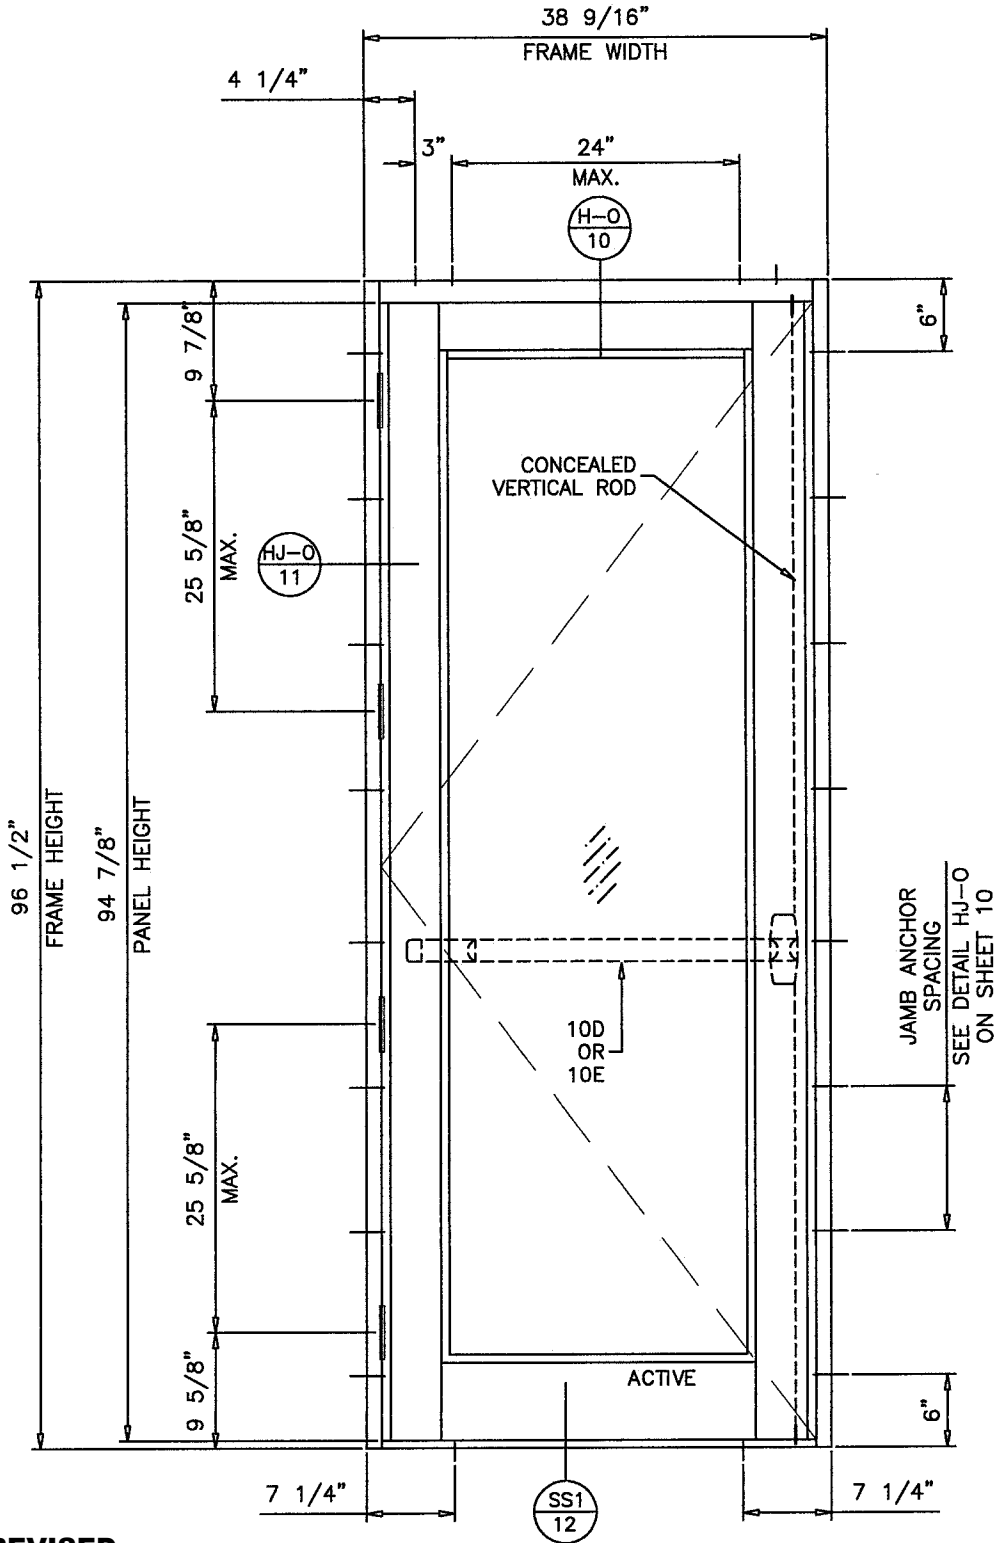 38 9/16"
FRAME WIDTH
4 1/4"
3"
24"
MAX.
H-O
10
9 7/8"
6"
CONCEALED
VERTICAL ROD
25 5/8"
MAX.
HJ-O
11
96 1/2"
FRAME HEIGHT
94 7/8"
PANEL HEIGHT
JAMB ANCHOR
SPACING
SEE DETAIL HJ-O
ON SHEET 10
10D
OR
10E
25 5/8"
MAX.
ACTIVE
9 5/8"
6"
7 1/4"
SS1
12
7 1/4"
REVISED